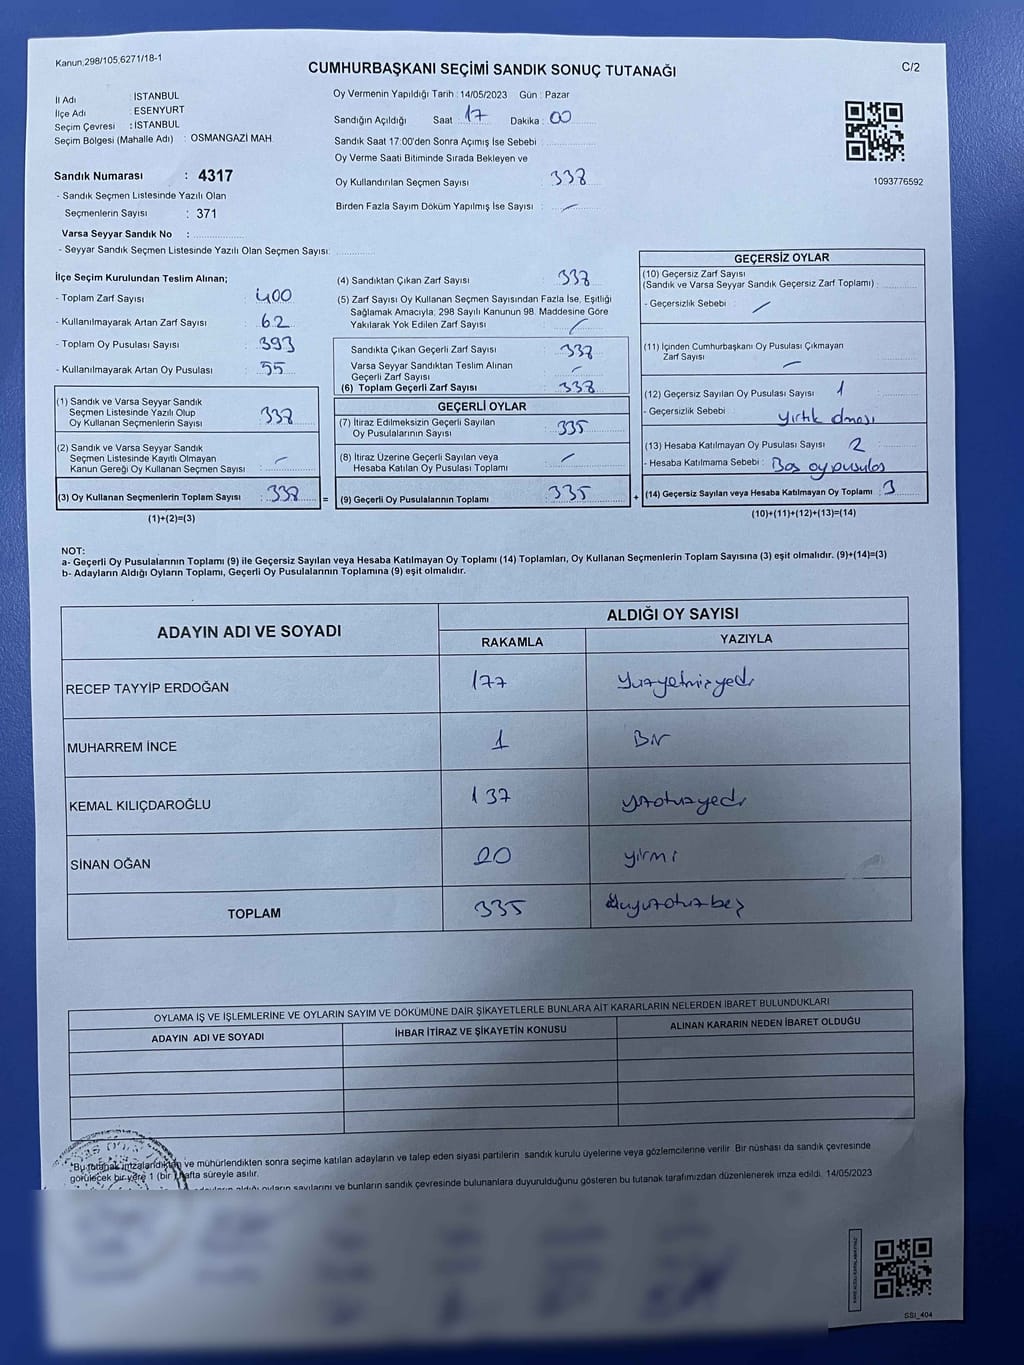 Kanun,298/105,6271/18-1
CUMHURBAŞKANI SEÇİMİ SANDIK SONUÇ TUTANAĞI
C/2
İl Adı : İSTANBUL
İlçe Adı : ESENYURT
Seçim Çevresi : İSTANBUL
Seçim Bölgesi (Mahalle Adı) : OSMANGAZİ MAH.
Sandık Numarası : 4317
- Sandık Seçmen Listesinde Yazılı Olan
Seçmenlerin Sayısı : 371
Varsa Seyyar Sandık No :
- Seyyar Sandık Seçmen Listesinde Yazılı Olan Seçmen Sayısı:
Oy Vermenin Yapıldığı Tarih : 14/05/2023 Gün : Pazar
Sandığın Açıldığı Saat : 17 Dakika : 00
Sandık Saat 17:00'den Sonra Açımış İse Sebebi :
Oy Verme Saati Bitiminde Sırada Bekleyen ve
Oy Kullandırılan Seçmen Sayısı : 338
Birden Fazla Sayım Döküm Yapılmış İse Sayısı : -
1093776592
İlçe Seçim Kurulundan Teslim Alınan;
- Toplam Zarf Sayısı : 400
- Kullanılmayarak Artan Zarf Sayısı : 62
- Toplam Oy Pusulası Sayısı : 393
- Kullanılmayarak Artan Oy Pusulası : 55
(1) Sandık ve Varsa Seyyar Sandık
Seçmen Listesinde Yazılı Olup
Oy Kullanan Seçmenlerin Sayısı : 338
(2) Sandık ve Varsa Seyyar Sandık
Seçmen Listesinde Kayıtlı Olmayan
Kanun Gereği Oy Kullanan Seçmen Sayısı : -
(3) Oy Kullanan Seçmenlerin Toplam Sayısı : 338 =
(1)+(2)=(3)
(4) Sandıktan Çıkan Zarf Sayısı : 338
(5) Zarf Sayısı Oy Kullanan Seçmen Sayısından Fazla İse, Eşitliği
Sağlamak Amacıyla; 298 Sayılı Kanunun 98. Maddesine Göre
Yakılarak Yok Edilen Zarf Sayısı : -
Sandıkta Çıkan Geçerli Zarf Sayısı : 338
Varsa Seyyar Sandıktan Teslim Alınan
Geçerli Zarf Sayısı : -
(6) Toplam Geçerli Zarf Sayısı : 338
GEÇERLİ OYLAR
(7) İtiraz Edilmeksizin Geçerli Sayılan
Oy Pusulalarının Sayısı : 335
(8) İtiraz Üzerine Geçerli Sayılan veya
Hesaba Katılan Oy Pusulası Toplamı : -
(9) Geçerli Oy Pusulalarının Toplamı : 335 +
GEÇERSİZ OYLAR
(10) Geçersiz Zarf Sayısı
(Sandık ve Varsa Seyyar Sandık Geçersiz Zarf Toplamı) :
- Geçersizlik Sebebi : -
(11) İçinden Cumhurbaşkanı Oy Pusulası Çıkmayan
Zarf Sayısı : -
(12) Geçersiz Sayılan Oy Pusulası Sayısı : 1
- Geçersizlik Sebebi : Yırtık olması
(13) Hesaba Katılmayan Oy Pusulası Sayısı : 2
- Hesaba Katılmama Sebebi : Boş oy pusulas
(14) Geçersiz Sayılan veya Hesaba Katılmayan Oy Toplamı : 3
(10)+(11)+(12)+(13)=(14)
NOT:
a- Geçerli Oy Pusulalarının Toplamı (9) ile Geçersiz Sayılan veya Hesaba Katılmayan Oy Toplamı (14) Toplamları, Oy Kullanan Seçmenlerin Toplam Sayısına (3) eşit olmalıdır. (9)+(14)=(3)
b- Adayların Aldığı Oyların Toplamı, Geçerli Oy Pusulalarının Toplamına (9) eşit olmalıdır.
ADAYIN ADI VE SOYADI
ALDIĞI OY SAYISI
RAKAMLA YAZIYLA
RECEP TAYYİP ERDOĞAN 177 Yüzyetmişyedi
MUHARREM İNCE 1 Bir
KEMAL KILIÇDAROĞLU 137 yüzotuzyedi
SİNAN OĞAN 20 yirmi
TOPLAM 335 üçyüzotuzbeş
OYLAMA İŞ VE İŞLEMLERİNE VE OYLARIN SAYIM VE DÖKÜMÜNE DAİR ŞİKAYETLERLE BUNLARA AİT KARARLARIN NELERDEN İBARET BULUNDUKLARI
ADAYIN ADI VE SOYADI
İHBAR İTİRAZ VE ŞİKAYETİN KONUSU
ALINAN KARARIN NEDEN İBARET OLDUĞU
*Bu tutanak imzalandıktan ve mühürlendikten sonra seçime katılan adayların ve talep eden siyasi partilerin sandık kurulu üyelerine veya gözlemcilerine verilir. Bir nüshası da sandık çevresinde
görülecek bir yere 1 (bir) hafta süreyle asılır.
aldığı oyların sayılarını ve bunların sandık çevresinde bulunanlara duyurulduğunu gösteren bu tutanak tarafımızdan düzenlenerek imza edildi. 14/05/2023
SSI_404